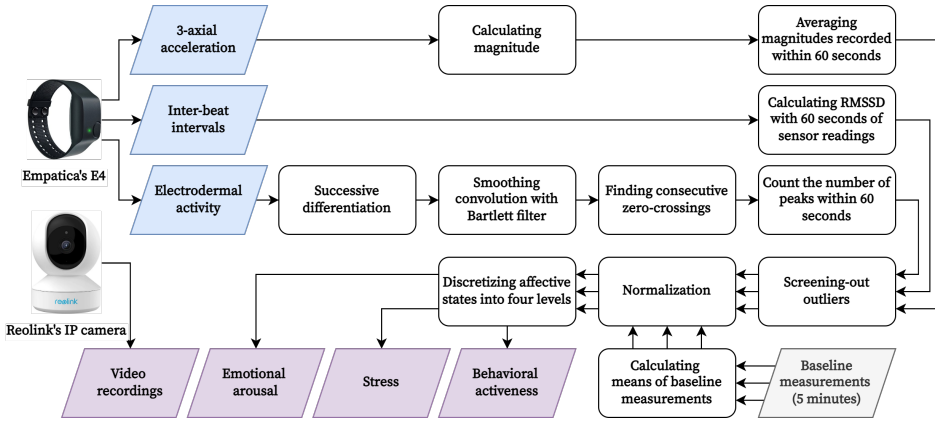 3-axial
acceleration
Calculating
magnitude
Averaging
magnitudes recorded
within 60 seconds
Inter-beat
intervals
Calculating RMSSD
with 60 seconds of
sensor readings
Empatica's E4
Electrodermal
activity
Successive
differentiation
Smoothing
convolution with
Bartlett filter
Finding consecutive
zero-crossings
Count the number of
peaks within 60
seconds
reolink
Reolink's IP camera
Discretizing affective
states into four levels
Normalization
Screening-out
outliers
Video
recordings
Emotional
arousal
Stress
Behavioral
activeness
Calculating
means of baseline
measurements
Baseline
measurements
(5 minutes)